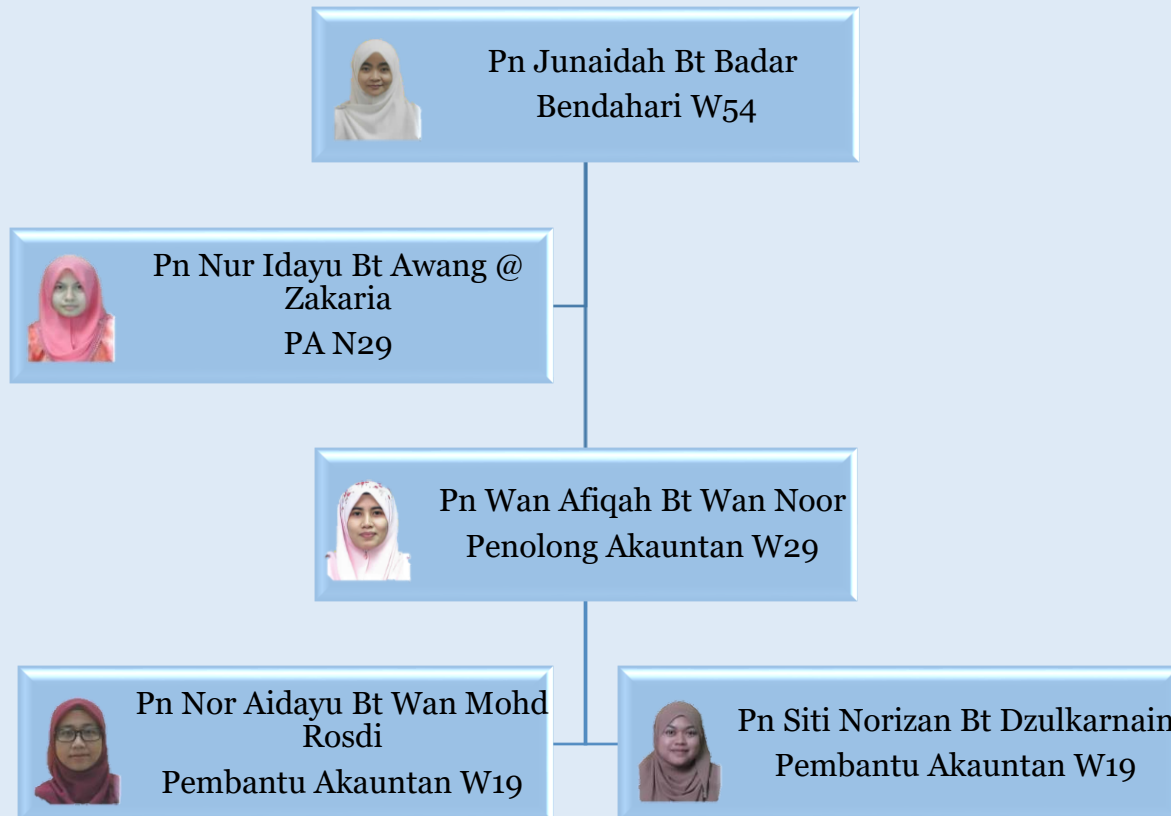 Pn Junaidah Bt Badar
Bendahari W54
Pn Nur Idayu Bt Awang @
Zakaria
PA N29
Pn Wan Afiqah Bt Wan Noor
Penolong Akauntan W29
Pn Nor Aidayu Bt Wan Mohd
Rosdi
Pembantu Akauntan W19
Pn Siti Norizan Bt Dzulkarnain
Pembantu Akauntan W19